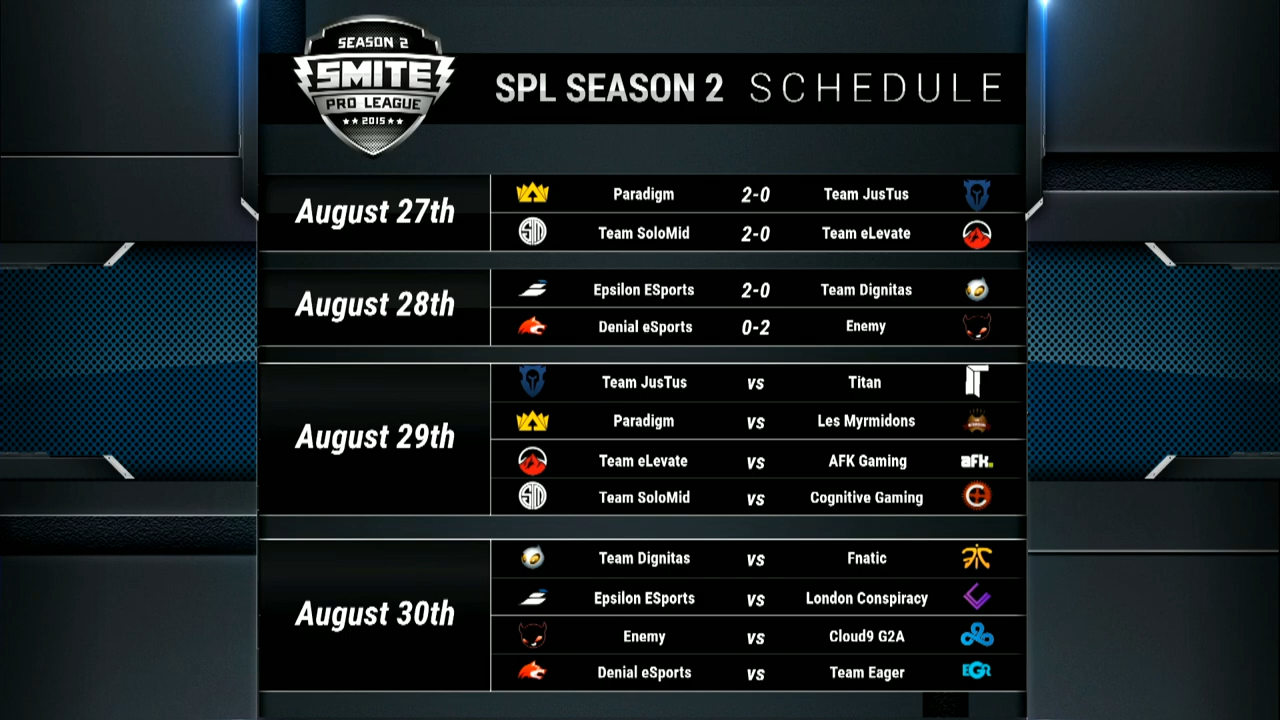 SEASON 2
SMITE
PRO LEAGUE
2015
SPL SEASON 2 SCHEDULE
August 27th
Paradigm 2-0 Team JusTus
Team SoloMid 2-0 Team eLevate
August 28th
Epsilon ESports 2-0 Team Dignitas
Denial eSports 0-2 Enemy
August 29th
Team JusTus vs Titan
Paradigm vs Les Myrmidons
Team eLevate vs AFK Gaming afk.
Team SoloMid vs Cognitive Gaming
August 30th
Team Dignitas vs Fnatic
Epsilon ESports vs London Conspiracy
Enemy vs Cloud9 G2A
Denial eSports vs Team Eager EGR